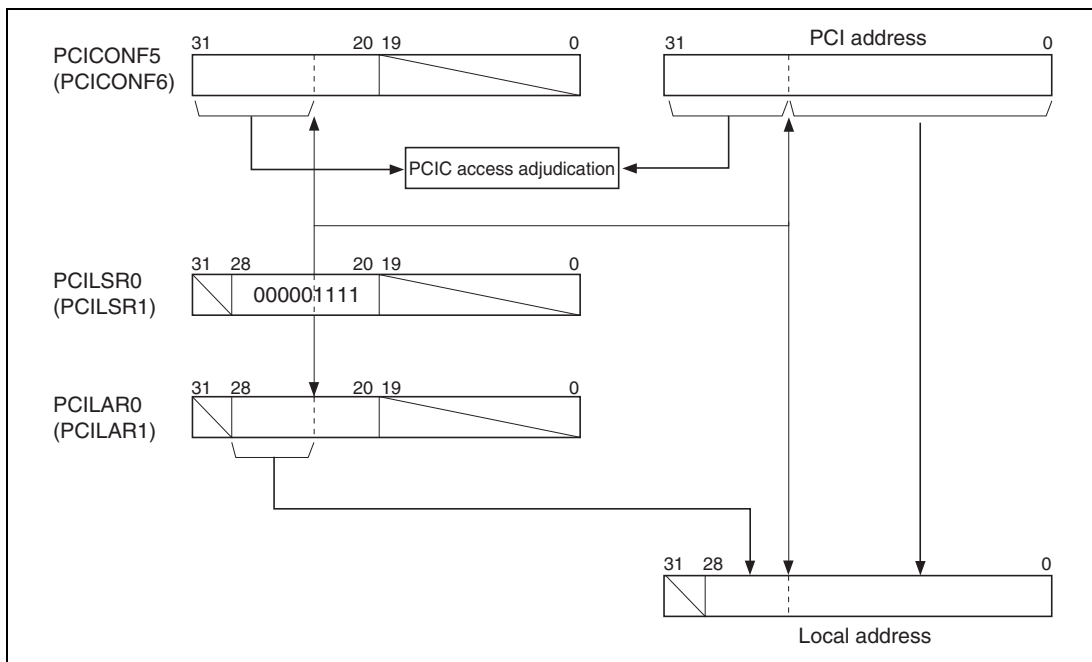 PCICONF5
(PCICONF6)
31 20 19 0
PCI address
31 0
PCIC access adjudication
PCILSR0
(PCILSR1)
31 28 20 19 0
000001111
PCILAR0
(PCILAR1)
31 28 20 19 0
31 28 0
Local address